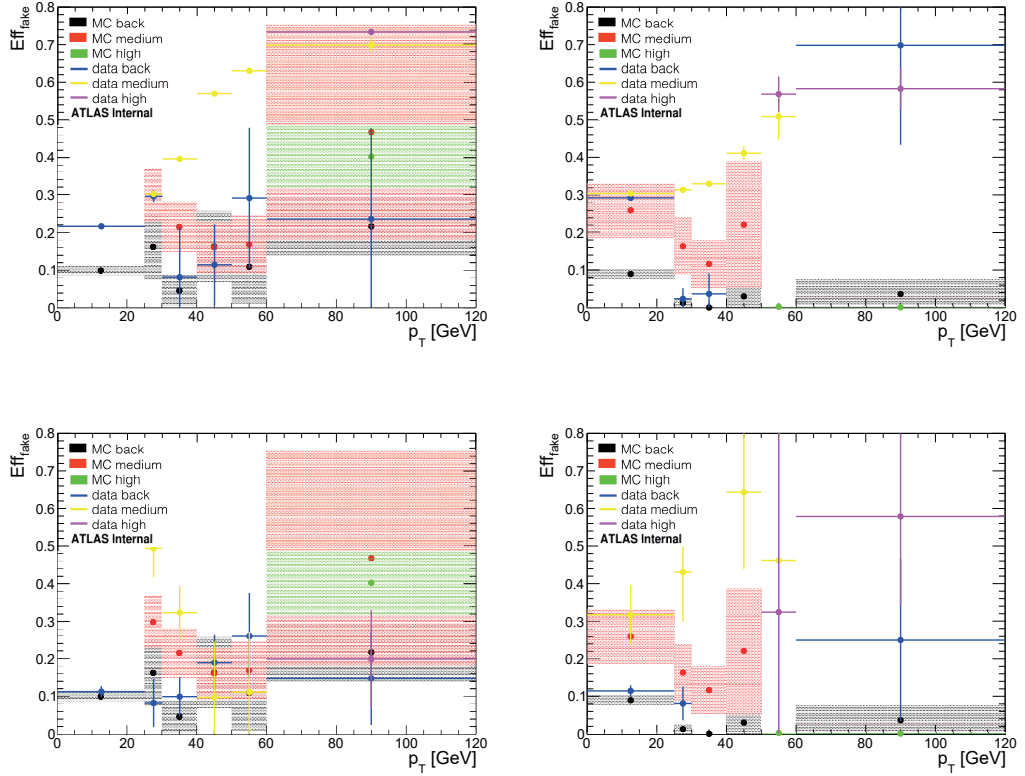 Eff_fake
0.8
0.7
0.6
0.5
0.4
0.3
0.2
0.1
0
MC back
MC medium
MC high
data back
data medium
data high
ATLAS Internal
0 20 40 60 80 100 120
p_T [GeV]
Eff_fake
0.8
0.7
0.6
0.5
0.4
0.3
0.2
0.1
0
MC back
MC medium
MC high
data back
data medium
data high
ATLAS Internal
0 20 40 60 80 100 120
p_T [GeV]
Eff_fake
0.8
0.7
0.6
0.5
0.4
0.3
0.2
0.1
0
MC back
MC medium
MC high
data back
data medium
data high
ATLAS Internal
0 20 40 60 80 100 120
p_T [GeV]
Eff_fake
0.8
0.7
0.6
0.5
0.4
0.3
0.2
0.1
0
MC back
MC medium
MC high
data back
data medium
data high
ATLAS Internal
0 20 40 60 80 100 120
p_T [GeV]